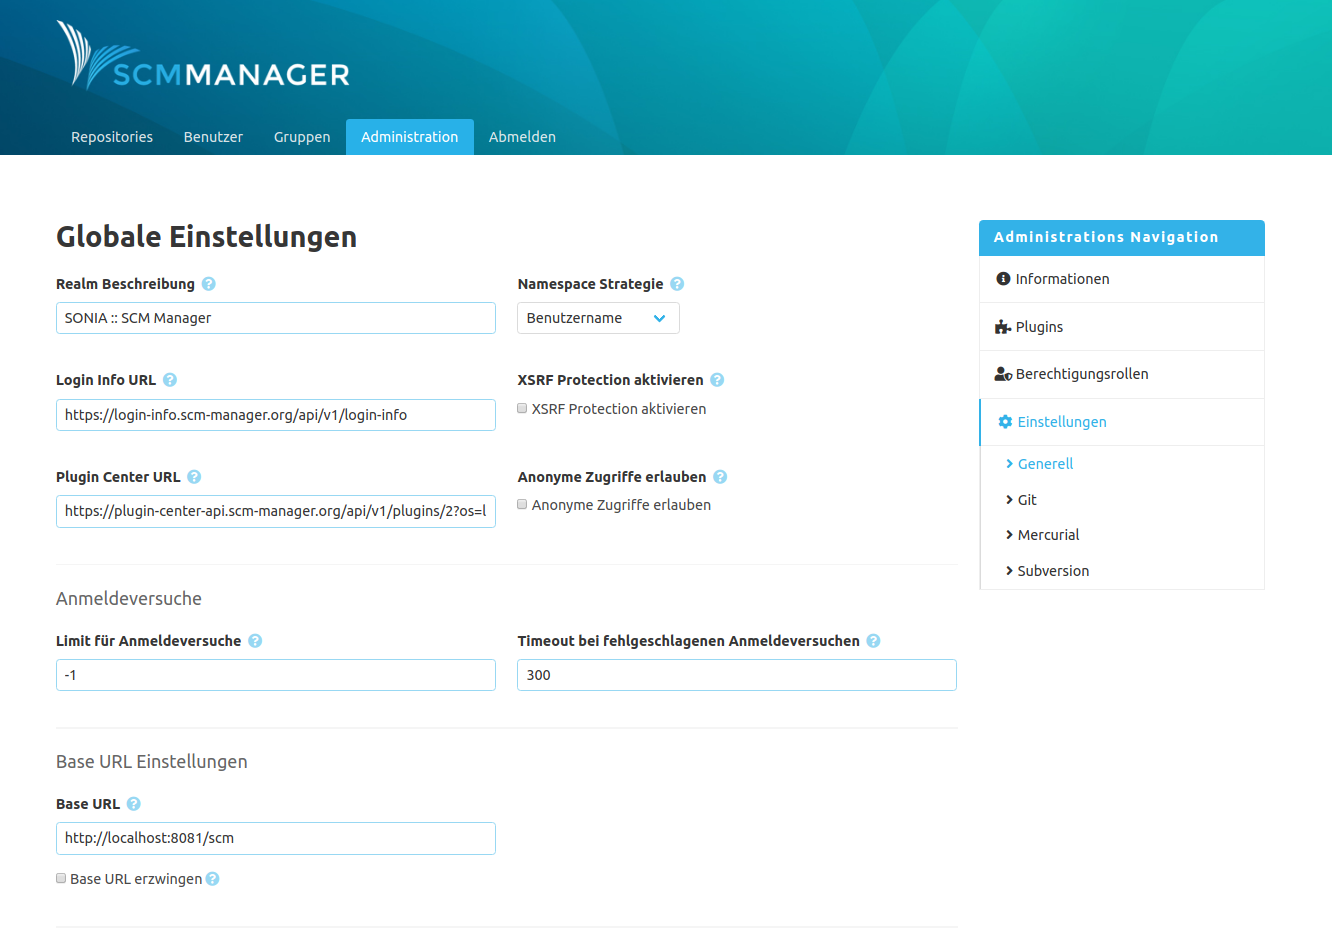 SCMMANAGER
Repositories Benutzer Gruppen Administration Abmelden
Globale Einstellungen
Realm Beschreibung ?
SONIA :: SCM Manager
Namespace Strategie ?
Benutzername
Login Info URL ?
https://login-info.scm-manager.org/api/v1/login-info
XSRF Protection aktivieren ?
XSRF Protection aktivieren
Plugin Center URL ?
https://plugin-center-api.scm-manager.org/api/v1/plugins/2?os=l
Anonyme Zugriffe erlauben ?
Anonyme Zugriffe erlauben
Anmeldeversuche
Limit für Anmeldeversuche ?
-1
Timeout bei fehlgeschlagenen Anmeldeversuchen ?
300
Base URL Einstellungen
Base URL ?
http://localhost:8081/scm
Base URL erzwingen ?
Administrations Navigation
Informationen
Plugins
Berechtigungsrollen
Einstellungen
Generell
Git
Mercurial
Subversion